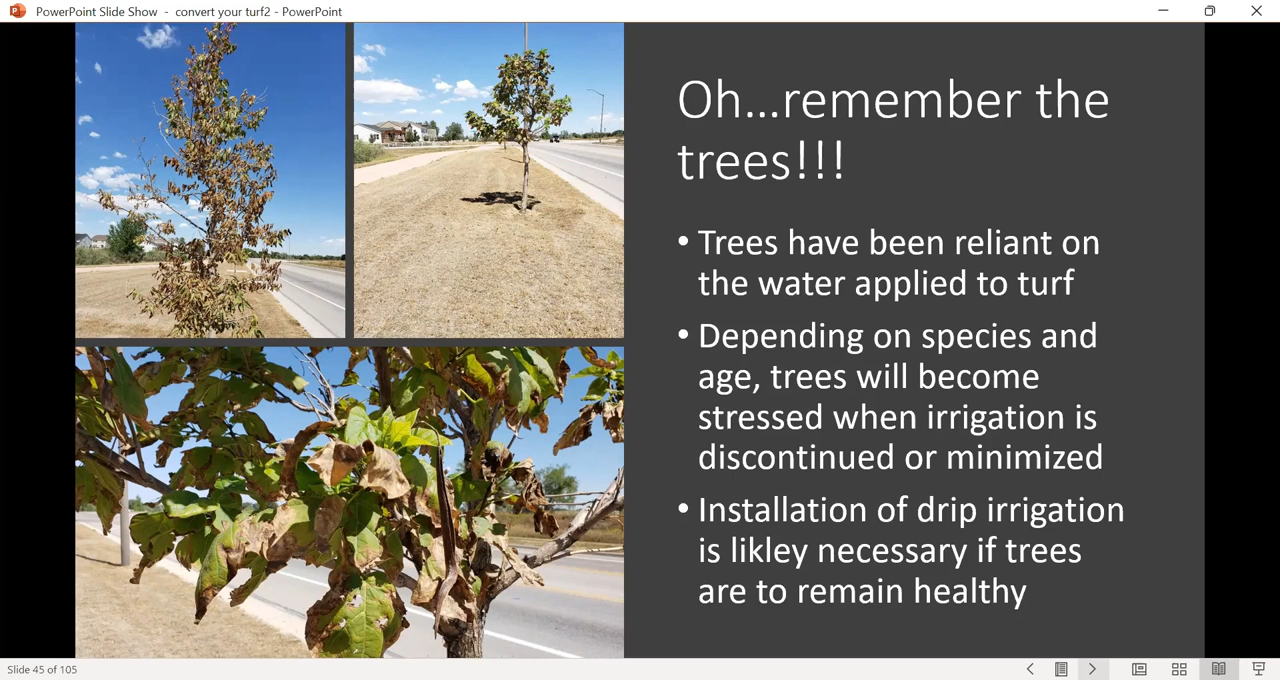 PowerPoint Slide Show - convert your turf2 - PowerPoint
Oh...remember the
trees!!!
• Trees have been reliant on
the water applied to turf
• Depending on species and
age, trees will become
stressed when irrigation is
discontinued or minimized
• Installation of drip irrigation
is likley necessary if trees
are to remain healthy
Slide 45 of 105